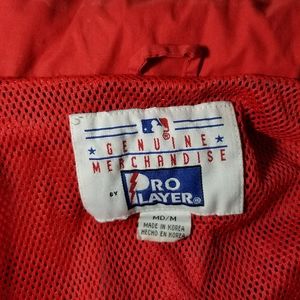 GENUINE
MERCHANDISE
BY PRO
PLAYER®
MD/M
MADE IN KOREA
HECHO EN KOREA